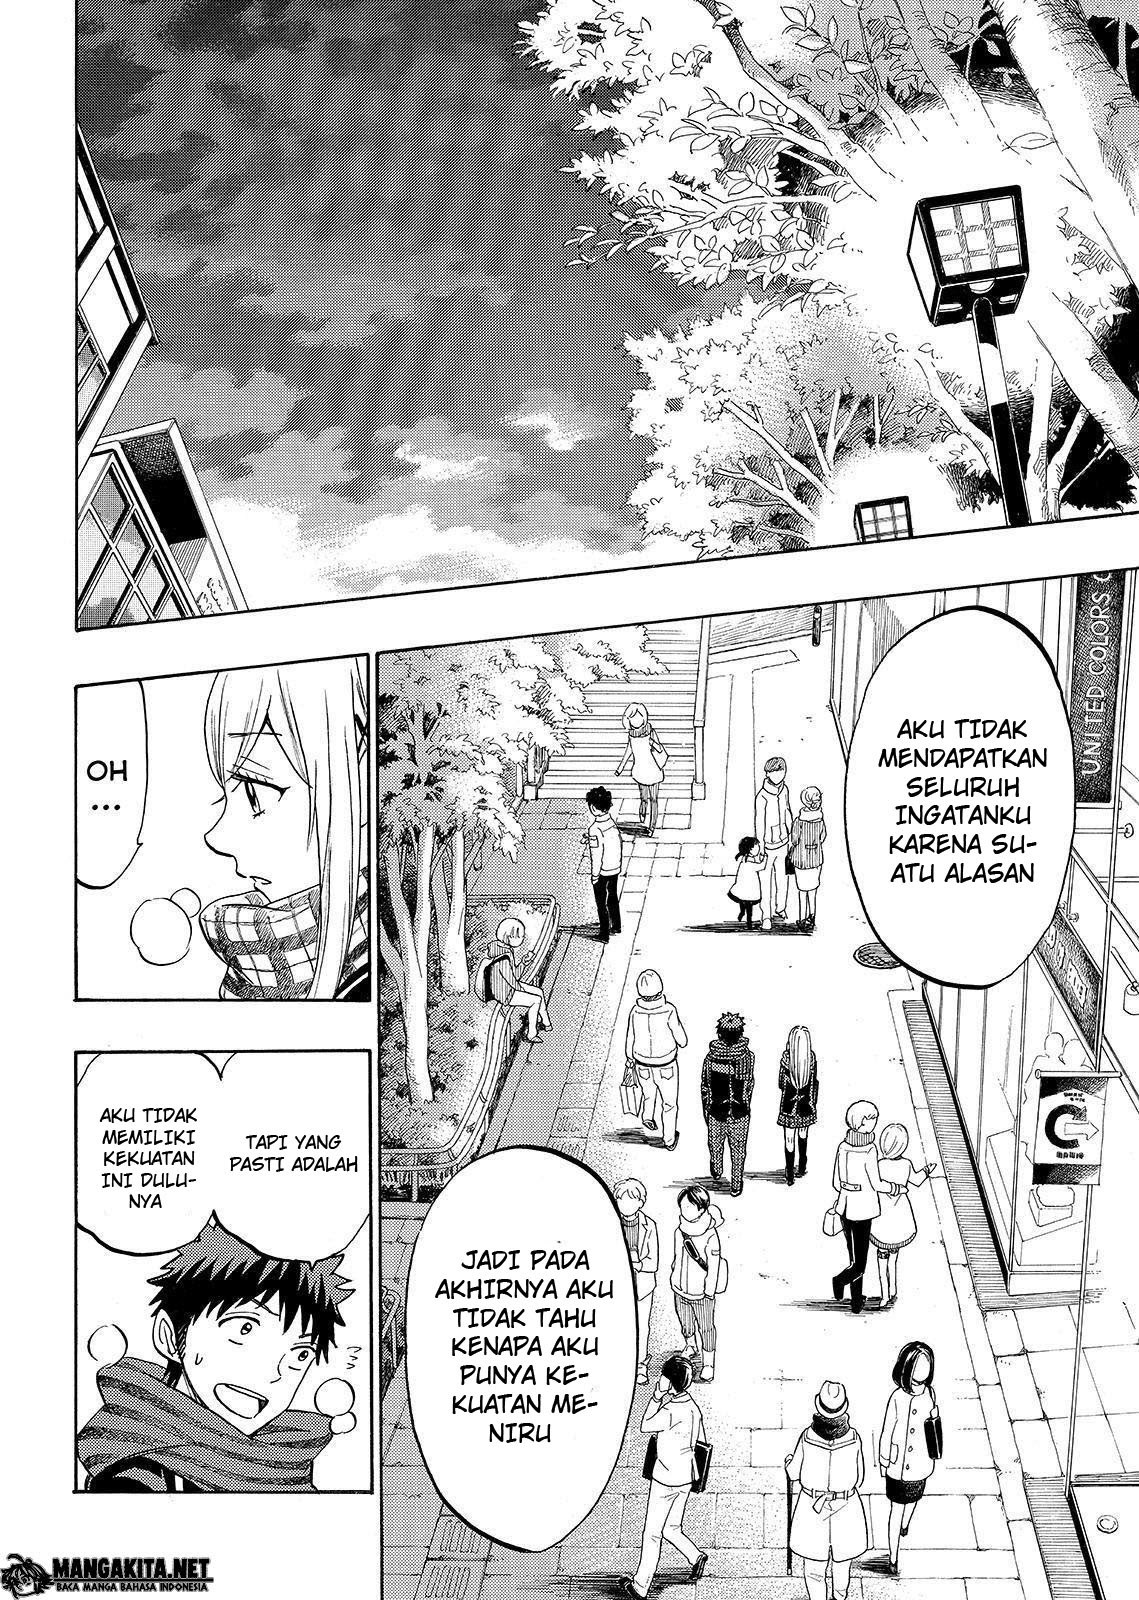 UNITED COLORS O
AKU TIDAK
MENDAPATKAN
SELURUH
INGATANKU
KARENA SU-
ATU ALASAN
JADI PADA
AKHIRNYA AKU
TIDAK TAHU
KENAPA AKU
PUNYA KE-
KUATAN ME-
NIRU
OH
...
TAPI YANG
PASTI ADALAH
AKU TIDAK
MEMILIKI
KEKUATAN
INI DULU-
NYA
MANGAKITA.NET
BACA MANGA BAHASA INDONESIA